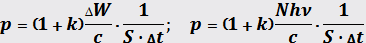 p = (1 + k) ΔW/c · 1/(S · Δt); p = (1 + k) Nhν/c · 1/(S · Δt)